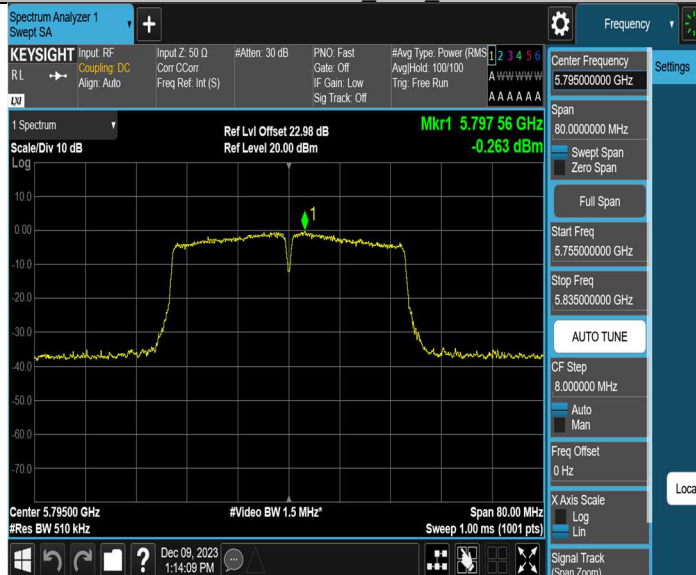 Spectrum Analyzer 1
Swept SA
+
Frequency
KEYSIGHT
RL
LXI
Input: RF
Coupling: DC
Align: Auto
Input Z: 50 Ω
Corr CCorr
Freq Ref: Int (S)
#Atten: 30 dB
PNO: Fast
Gate: Off
IF Gain: Low
Sig Track: Off
#Avg Type: Power (RMS
Avg|Hold: 100/100
Trig: Free Run
1 2 3 4 5 6
A W W W W W
A A A A A A
Center Frequency
5.795000000 GHz
Settings
Span
80.0000000 MHz
Swept Span
Zero Span
Full Span
Start Freq
5.755000000 GHz
Stop Freq
5.835000000 GHz
AUTO TUNE
CF Step
8.000000 MHz
Auto
Man
Freq Offset
0 Hz
X Axis Scale
Log
Lin
Loca
Signal Track
(Span Zoom)
1 Spectrum
Scale/Div 10 dB
Ref Lvl Offset 22.98 dB
Ref Level 20.00 dBm
Mkr1 5.797 56 GHz
-0.263 dBm
Log
10.0
0.00
-10.0
-20.0
-30.0
-40.0
-50.0
-60.0
-70.0
1
Center 5.79500 GHz
#Res BW 510 kHz
#Video BW 1.5 MHz*
Span 80.00 MHz
Sweep 1.00 ms (1001 pts)
?
Dec 09, 2023
1:14:09 PM